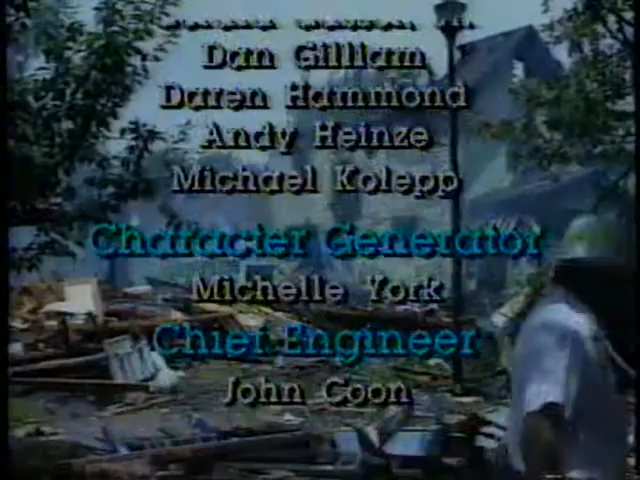 Dan Gilliam
Daren Hammond
Andy Heinze
Michael Kolepp
Character Generator
Michelle York
Chief Engineer
John Coon